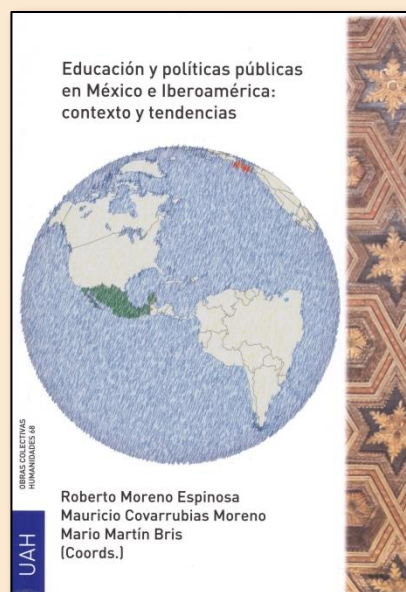 Educación y políticas públicas
en México e Iberoamérica:
contexto y tendencias
OBRAS COLECTIVAS
HUMANIDADES 68
Roberto Moreno Espinosa
Mauricio Covarrubias Moreno
Mario Martín Bris
(Coords.)
UAH